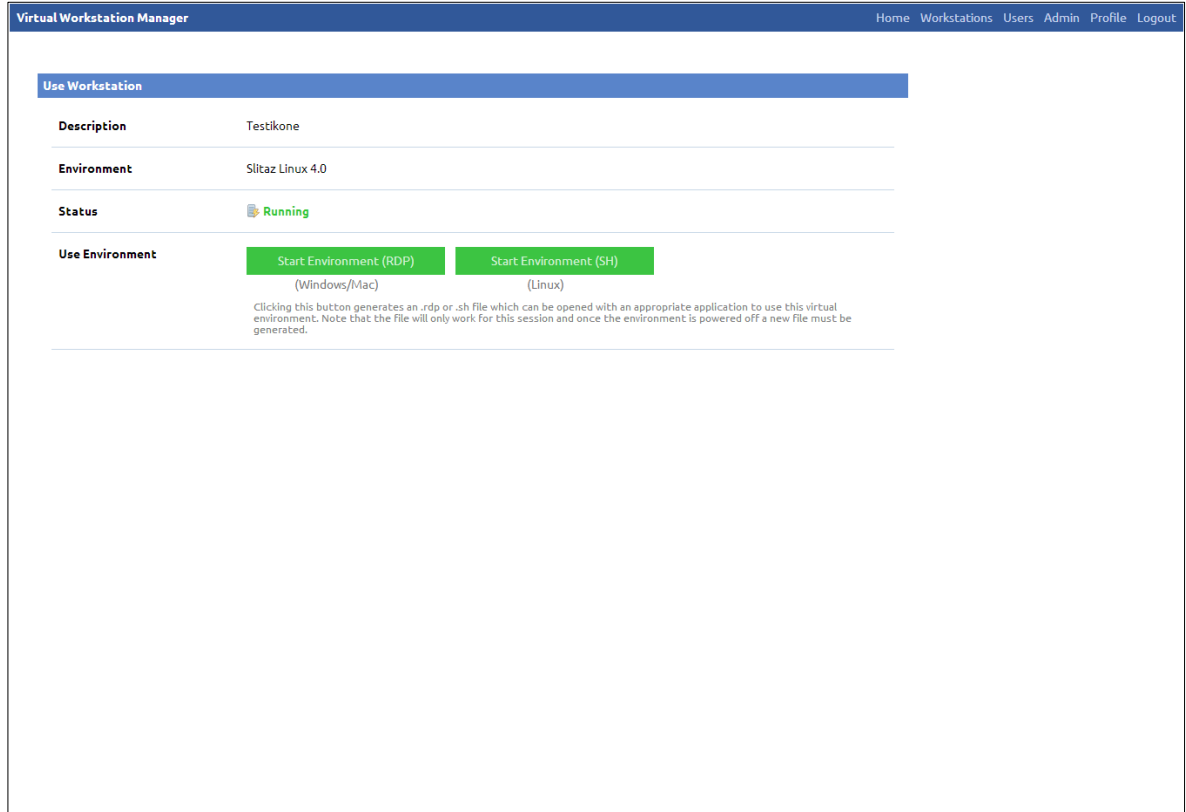 Virtual Workstation Manager Home Workstations Users Admin Profile Logout
Use Workstation
Description Testikone
Environment Slitaz Linux 4.0
Status Running
Use Environment Start Environment (RDP) Start Environment (SH)
(Windows/Mac) (Linux)
Clicking this button generates an .rdp or .sh file which can be opened with an appropriate application to use this virtual
environment. Note that the file will only work for this session and once the environment is powered off a new file must be
generated.